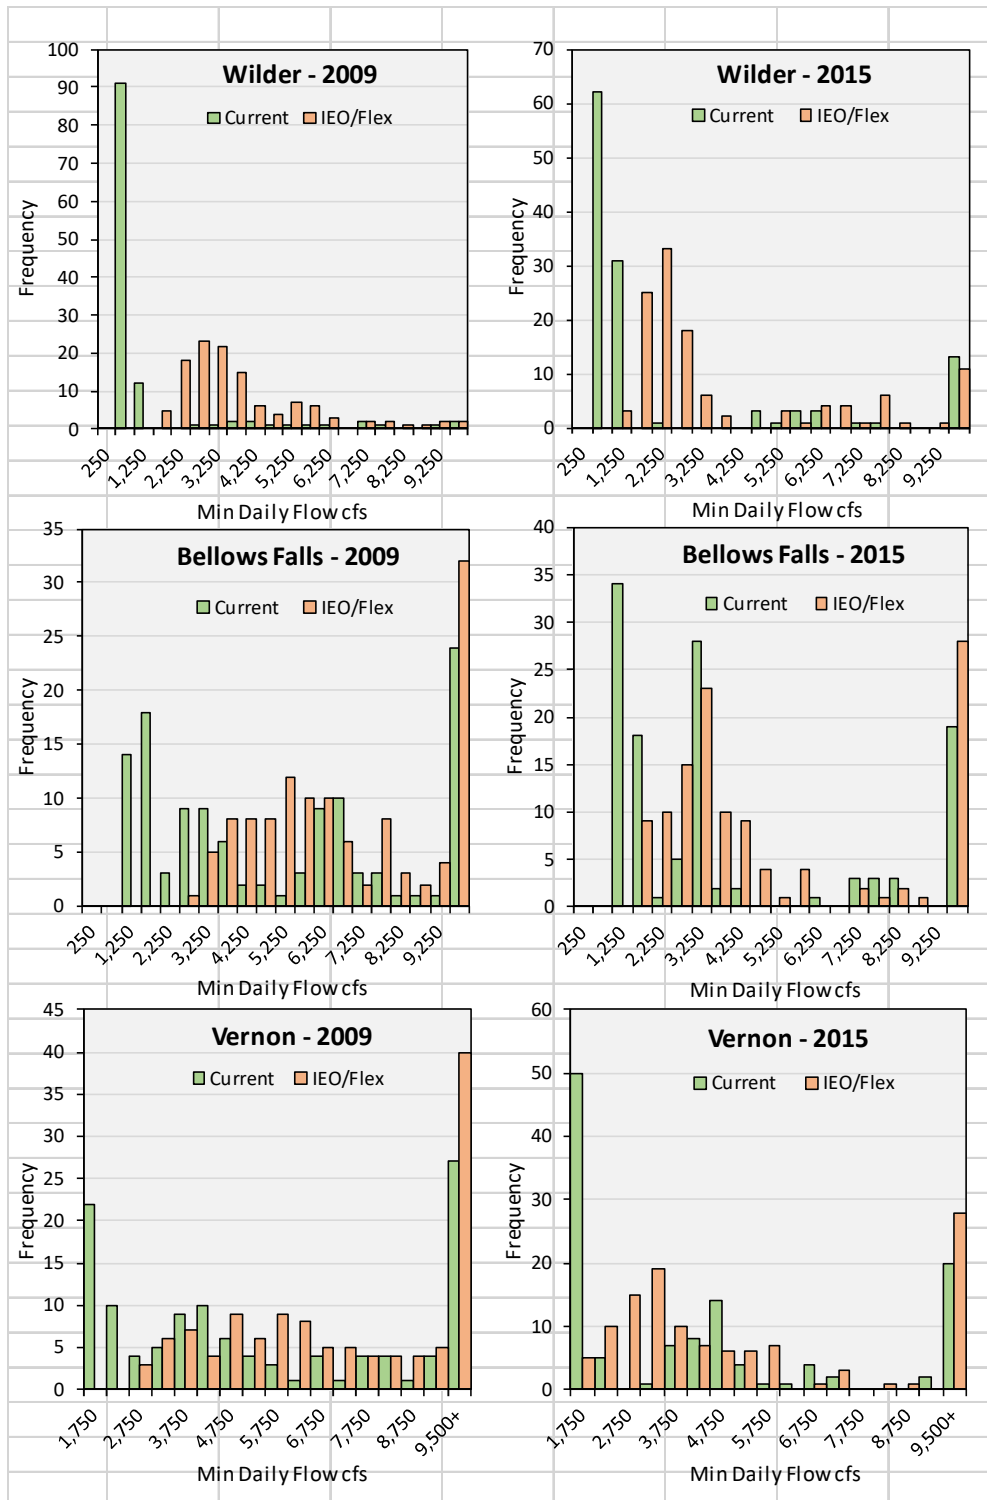 Wilder - 2009
Current IEO/Flex
Frequency
100
90
80
70
60
50
40
30
20
10
0
250 1,250 2,250 3,250 4,250 5,250 6,250 7,250 8,250 9,250
Min Daily Flow cfs
Wilder - 2015
Current IEO/Flex
Frequency
70
60
50
40
30
20
10
0
250 1,250 2,250 3,250 4,250 5,250 6,250 7,250 8,250 9,250
Min Daily Flow cfs
Bellows Falls - 2009
Current IEO/Flex
Frequency
35
30
25
20
15
10
5
0
250 1,250 2,250 3,250 4,250 5,250 6,250 7,250 8,250 9,250
Min Daily Flow cfs
Bellows Falls - 2015
Current IEO/Flex
Frequency
40
35
30
25
20
15
10
5
0
250 1,250 2,250 3,250 4,250 5,250 6,250 7,250 8,250 9,250
Min Daily Flow cfs
Vernon - 2009
Current IEO/Flex
Frequency
45
40
35
30
25
20
15
10
5
0
1,750 2,750 3,750 4,750 5,750 6,750 7,750 8,750 9,500+
Min Daily Flow cfs
Vernon - 2015
Current IEO/Flex
Frequency
60
50
40
30
20
10
0
1,750 2,750 3,750 4,750 5,750 6,750 7,750 8,750 9,500+
Min Daily Flow cfs